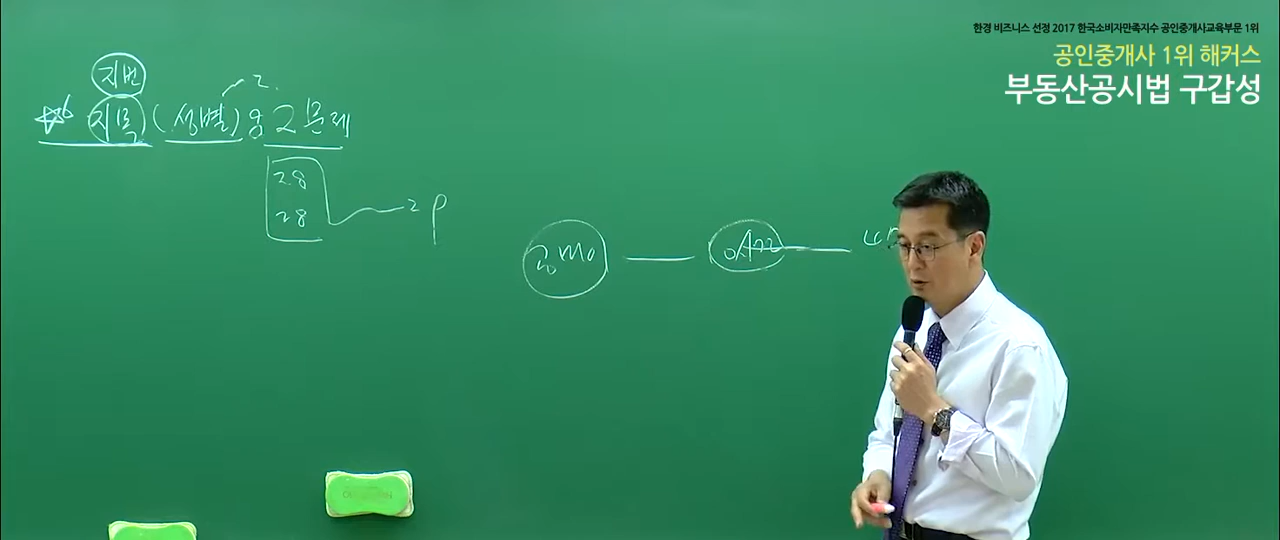 한경 비즈니스 선정 2017 한국소비자만족지수 공인중개사교육부문 1위
공인중개사 1위 해커스
부동산공시법 구갑성
지번
2.
지목 (성별) 용 2문제
28
28
2 p